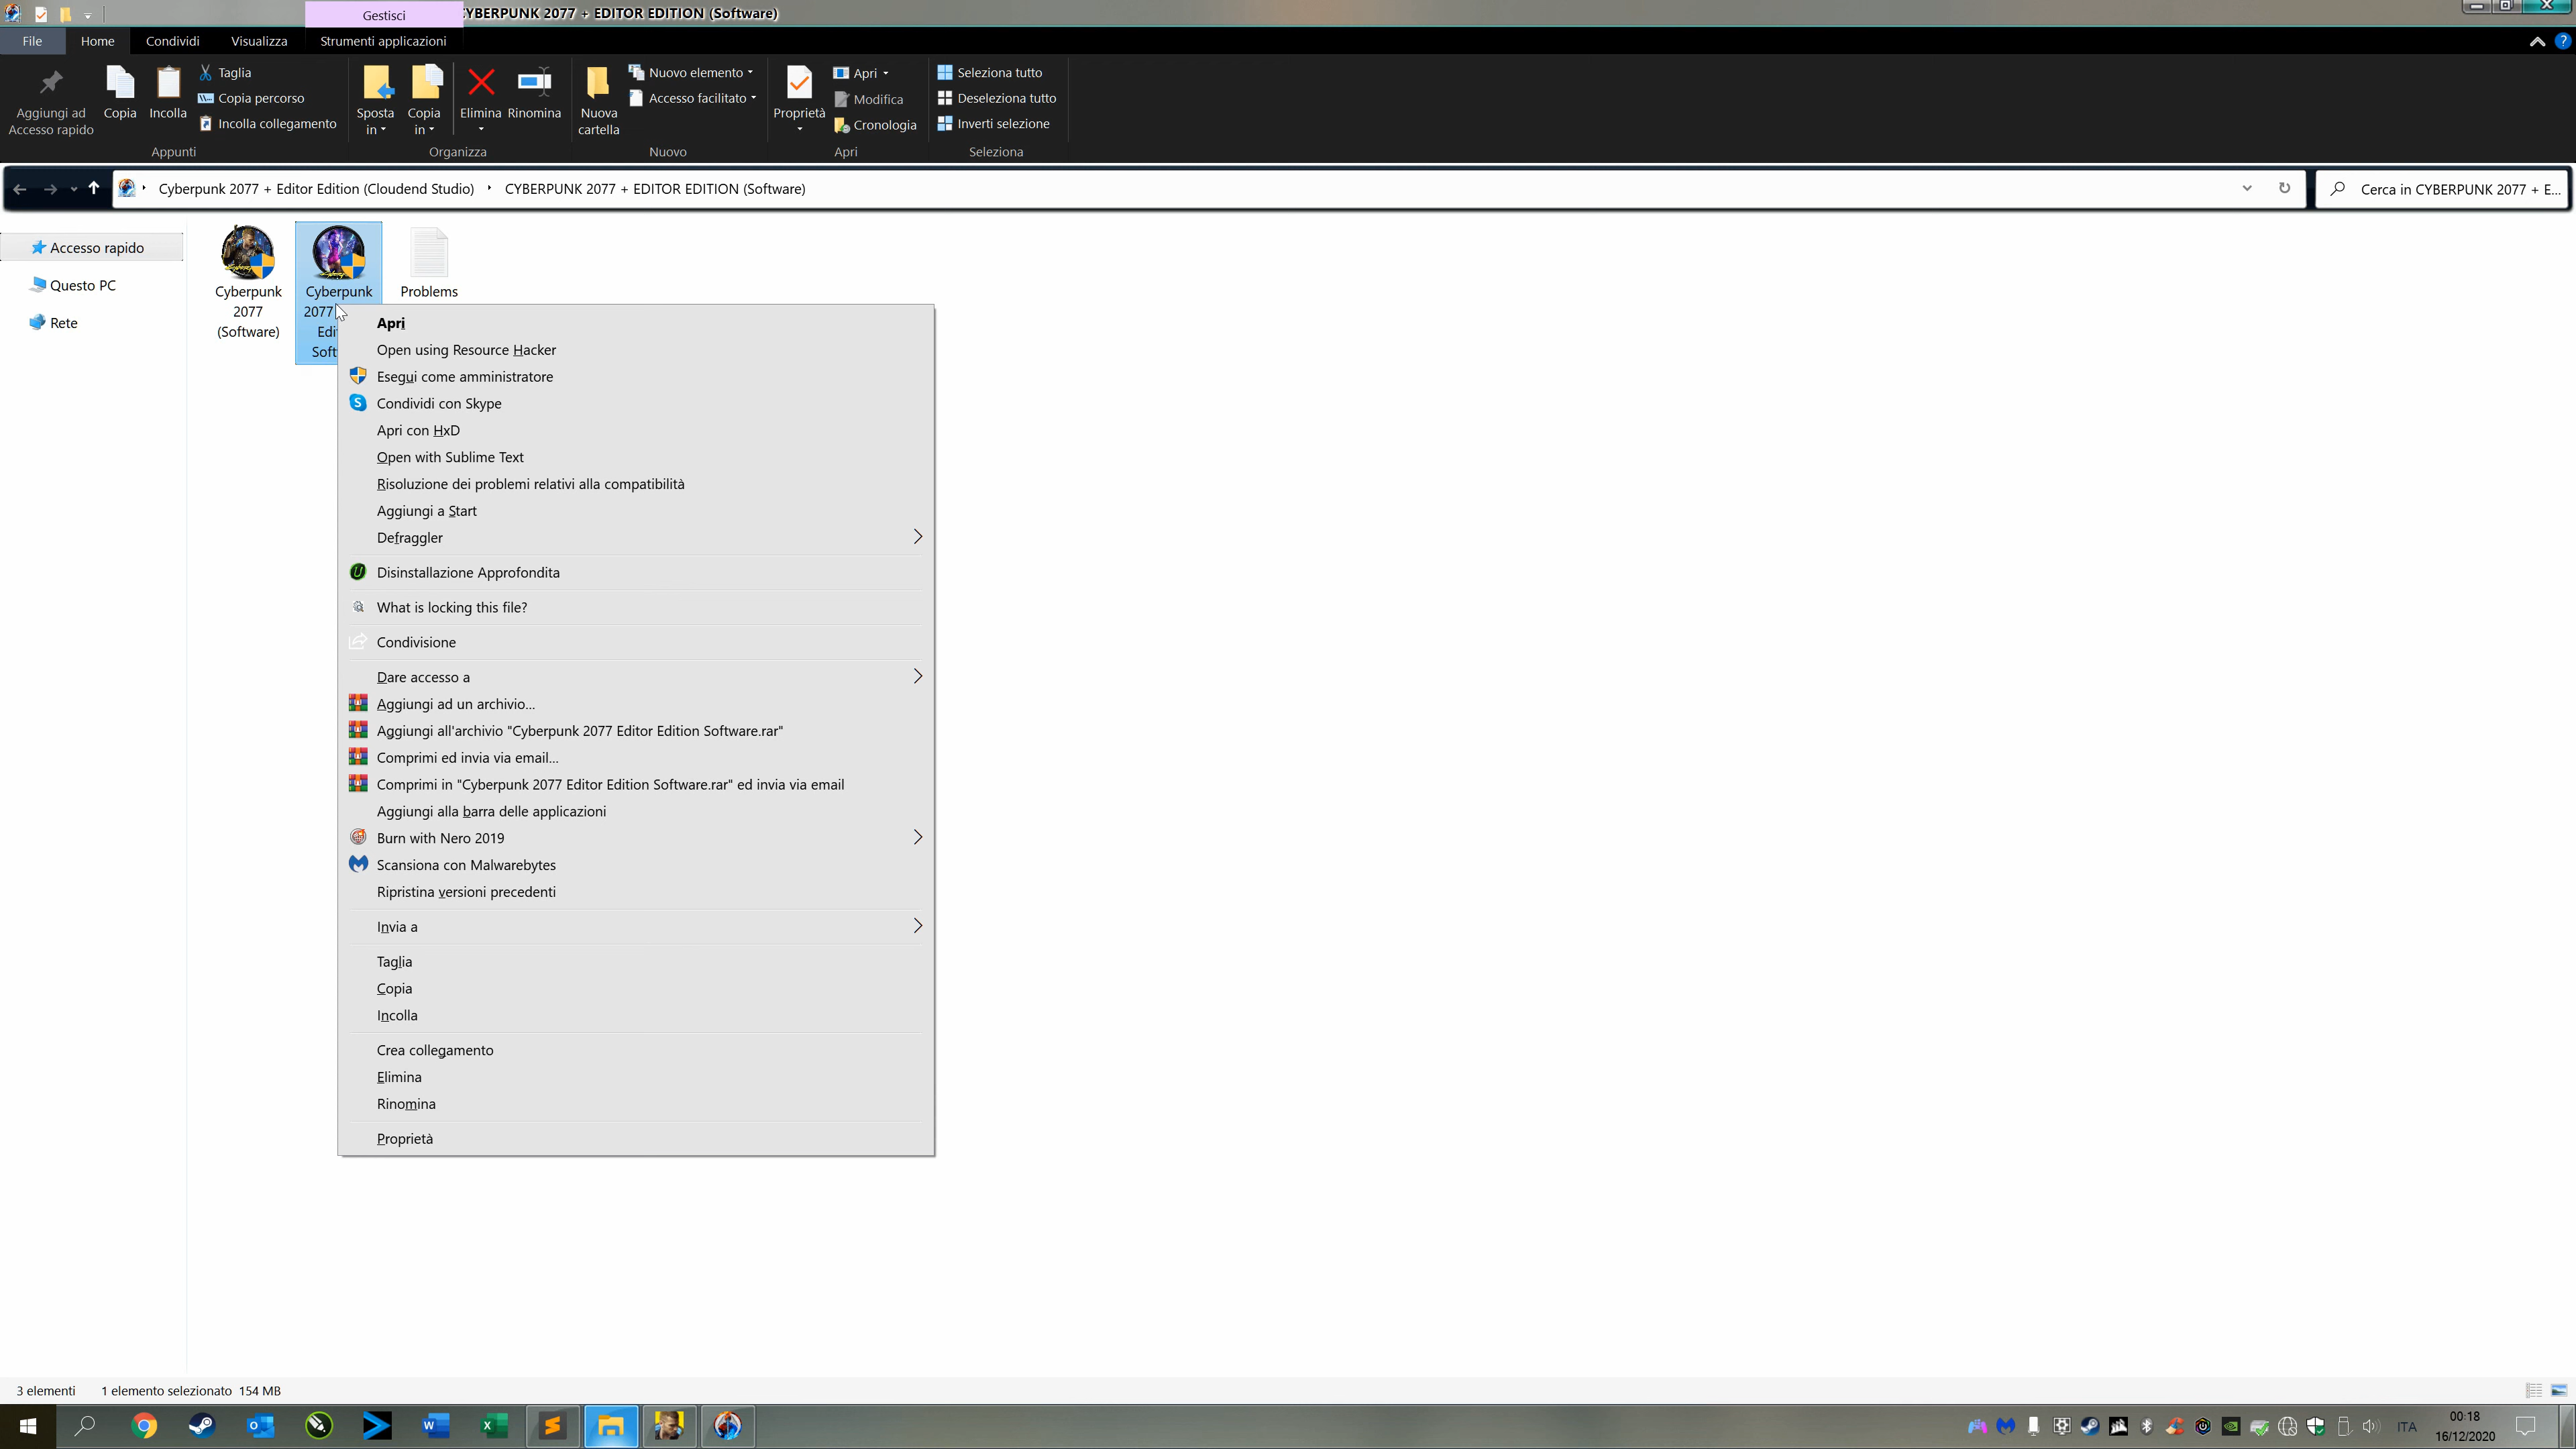 Gestisci
CYBERPUNK 2077 + EDITOR EDITION (Software)
File
Home
Condividi
Visualizza
Strumenti applicazioni
Aggiungi ad
Accesso rapido
Copia
Incolla
Taglia
Copia percorso
Incolla collegamento
Appunti
Sposta
in
Copia
in
Elimina
Rinomina
Organizza
Nuova
cartella
Nuovo elemento
Accesso facilitato
Nuovo
Proprietà
Apri
Modifica
Cronologia
Apri
Seleziona tutto
Deseleziona tutto
Inverti selezione
Seleziona
Cyberpunk 2077 + Editor Edition (Cloudend Studio)
CYBERPUNK 2077 + EDITOR EDITION (Software)
Cerca in CYBERPUNK 2077 + E...
Accesso rapido
Questo PC
Rete
Cyberpunk
2077
(Software)
Cyberpunk
2077
Edi
Soft
Problems
Apri
Open using Resource Hacker
Esegui come amministratore
Condividi con Skype
Apri con HxD
Open with Sublime Text
Risoluzione dei problemi relativi alla compatibilità
Aggiungi a Start
Defraggler
Disinstallazione Approfondita
What is locking this file?
Condivisione
Dare accesso a
Aggiungi ad un archivio...
Aggiungi all'archivio "Cyberpunk 2077 Editor Edition Software.rar"
Comprimi ed invia via email...
Comprimi in "Cyberpunk 2077 Editor Edition Software.rar" ed invia via email
Aggiungi alla barra delle applicazioni
Burn with Nero 2019
Scansiona con Malwarebytes
Ripristina versioni precedenti
Invia a
Taglia
Copia
Incolla
Crea collegamento
Elimina
Rinomina
Proprietà
3 elementi
1 elemento selezionato 154 MB
ITA
00:18
16/12/2020